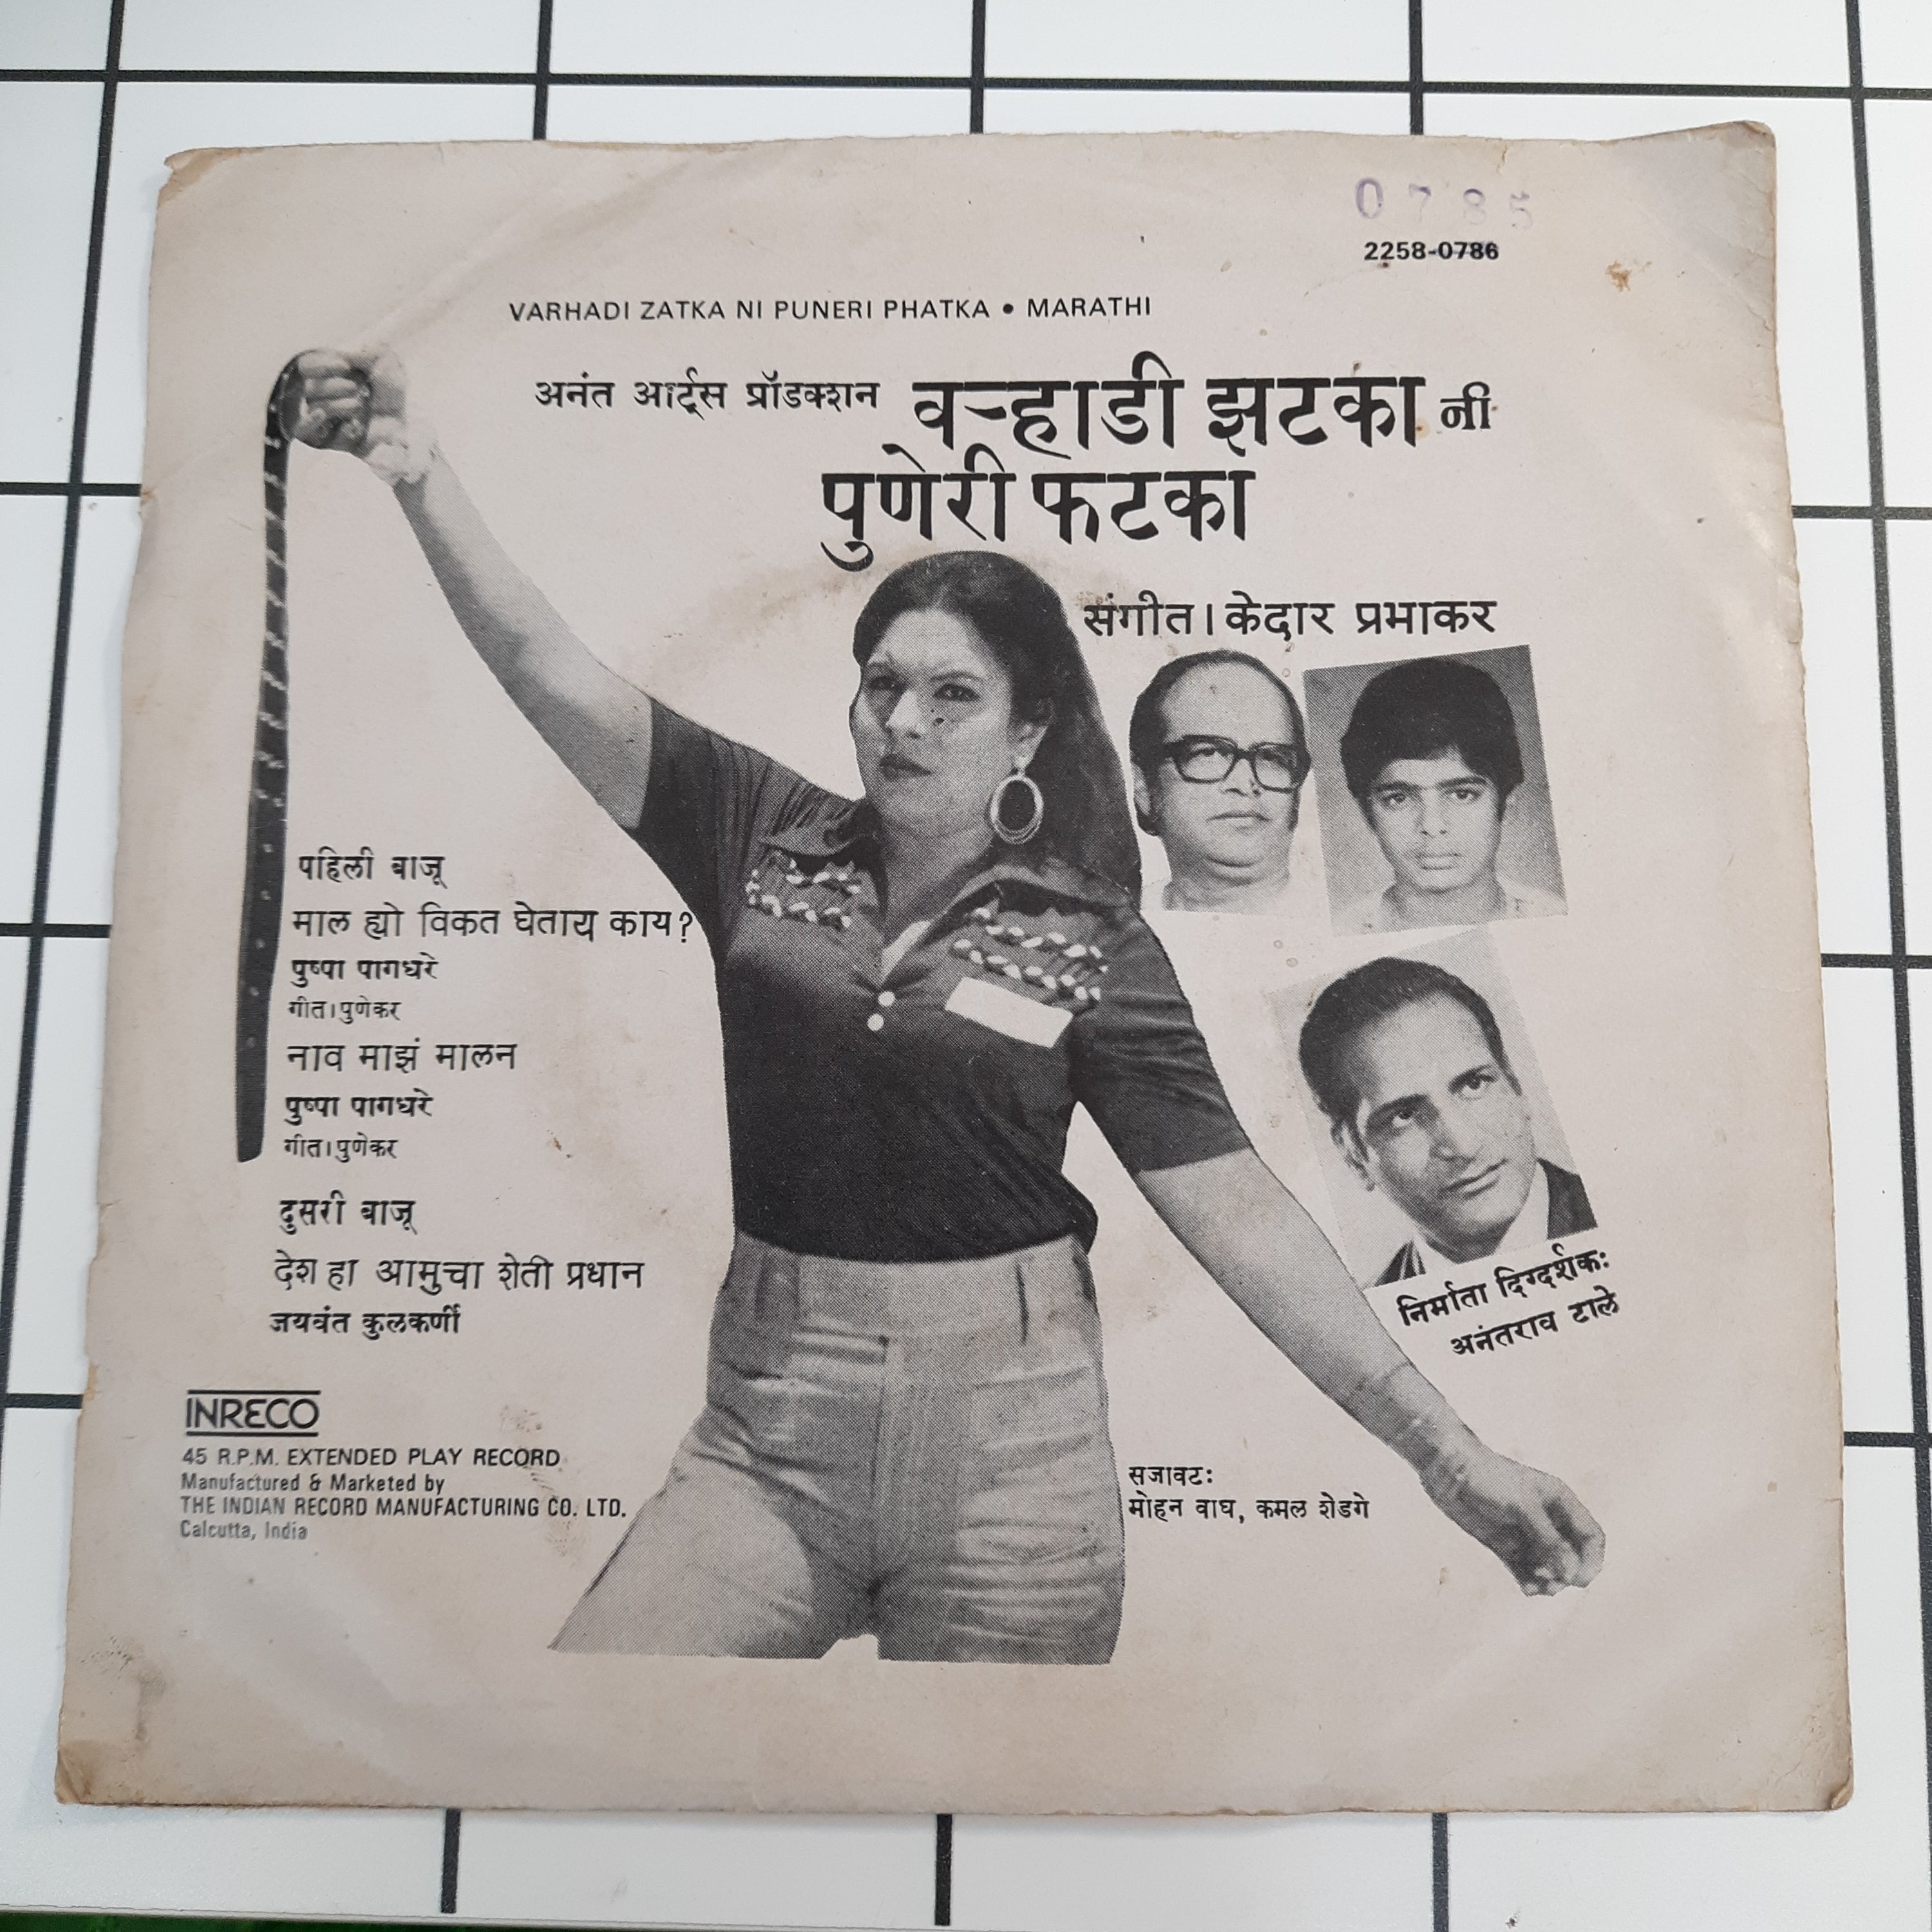 0785
2258-0786
VARHADI ZATKA NI PUNERI PHATKA • MARATHI
अनंत आर्ट्स प्रॉडक्शन वऱ्हाडी झटका नी
पुणेरी फटका
संगीत। केदार प्रभाकर
पहिली बाजू
माल ह्यो विकत घेताय काय?
पुष्पा पागधरे
गीत। पुणेकर
नाव माझं मालन
पुष्पा पागधरे
गीत। पुणेकर
दुसरी बाजू
देश हा आमुचा शेती प्रधान
जयवंत कुलकर्णी
निर्माता दिग्दर्शक:
अनंतराव टाले
INRECO
45 R.P.M. EXTENDED PLAY RECORD
Manufactured & Marketed by
THE INDIAN RECORD MANUFACTURING CO. LTD.
Calcutta, India
सजावट:
मोहन वाघ, कमल शेडगे